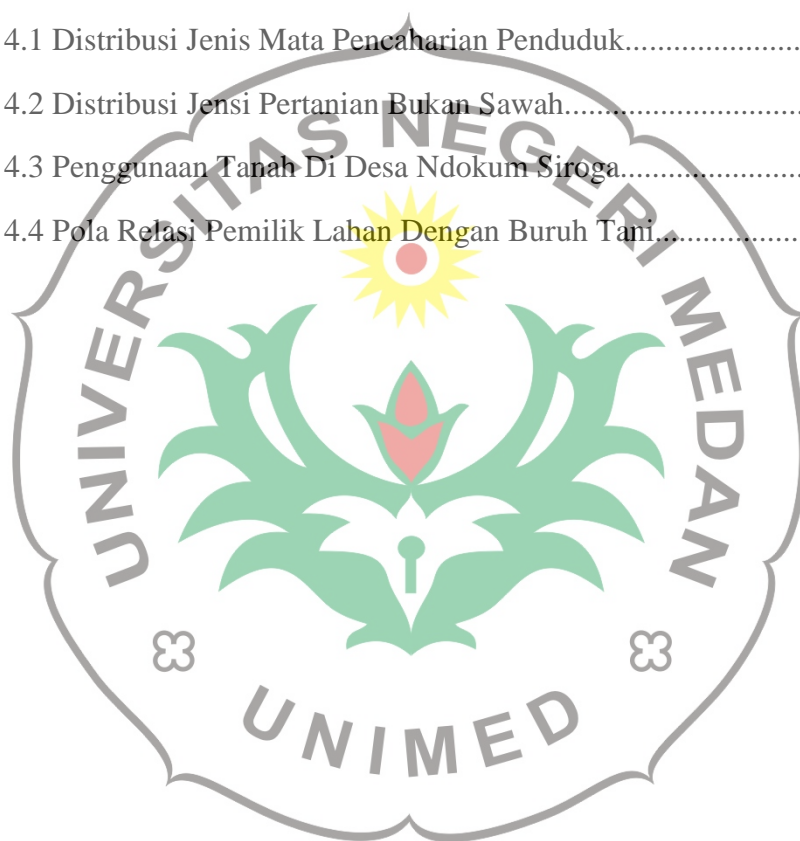 4.1 Distribusi Jenis Mata Pencaharian Penduduk......................
4.2 Distribusi Jensi Pertanian Bukan Sawah.............................
4.3 Penggunaan Tanah Di Desa Ndokum Siroga......................
4.4 Pola Relasi Pemilik Lahan Dengan Buruh Tani..................
UNIVERSITAS NEGERI MEDAN
UNIMED